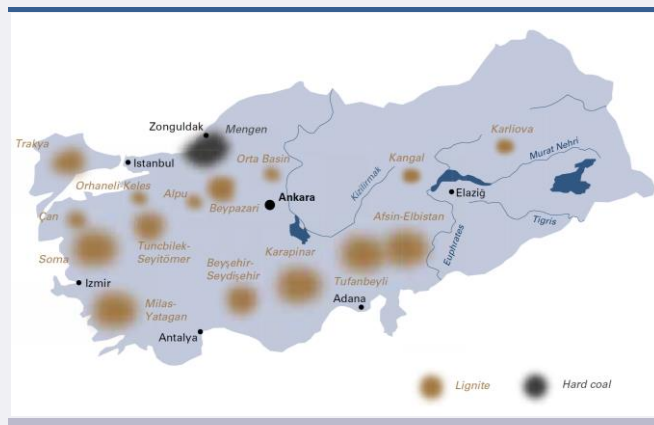 Zonguldak
Mengen
Trakya
Istanbul
Orta Basin
Kangal
Karliova
Murat Nehri
Orhaneli-Keles
Alpu
Beypazari
Ankara
Kizilirmak
Elaziğ
Çan
Tuncbilek-
Seyitömer
Afsin-Elbistan
Tigris
Soma
Beyşehir-
Seydişehir
Karapinar
Euphrates
Izmir
Tufanbeyli
Milas-
Yatagan
Adana
Antalya
Lignite
Hard coal